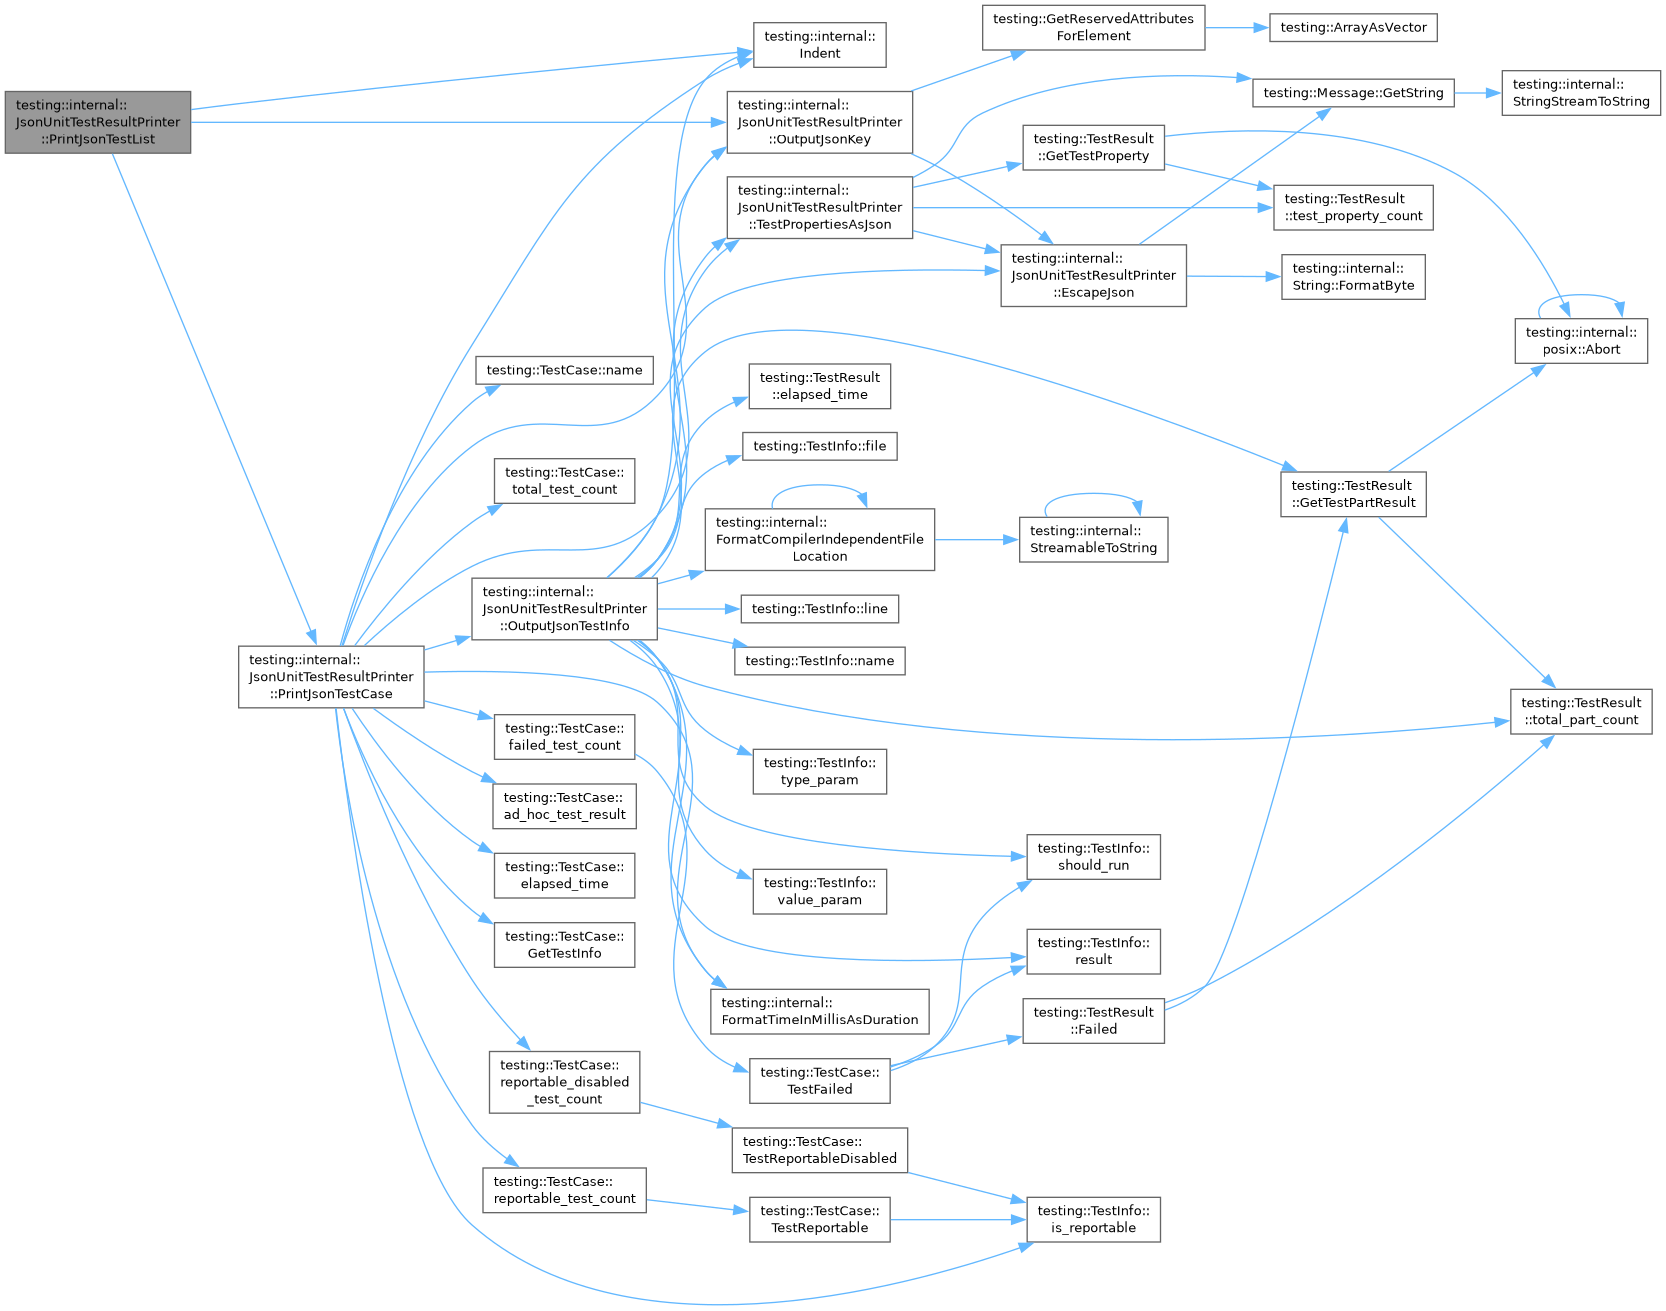 testing::internal::
JsonUnitTestResultPrinter
::PrintJsonTestList
testing::internal::
Indent
testing::internal::
JsonUnitTestResultPrinter
::OutputJsonKey
testing::GetReservedAttributes
ForElement
testing::ArrayAsVector
testing::internal::
JsonUnitTestResultPrinter
::TestPropertiesAsJson
testing::Message::GetString
testing::internal::
StringStreamToString
testing::TestResult
::GetTestProperty
testing::TestResult
::test_property_count
testing::internal::
JsonUnitTestResultPrinter
::EscapeJson
testing::internal::
String::FormatByte
testing::internal::
posix::Abort
testing::TestCase::name
testing::TestResult
::elapsed_time
testing::TestInfo::file
testing::TestCase::
total_test_count
testing::TestResult
::GetTestPartResult
testing::internal::
FormatCompilerIndependentFile
Location
testing::internal::
StreamableToString
testing::internal::
JsonUnitTestResultPrinter
::OutputJsonTestInfo
testing::TestInfo::line
testing::TestInfo::name
testing::internal::
JsonUnitTestResultPrinter
::PrintJsonTestCase
testing::TestResult
::total_part_count
testing::TestCase::
failed_test_count
testing::TestInfo::
type_param
testing::TestCase::
ad_hoc_test_result
testing::TestInfo::
should_run
testing::TestCase::
elapsed_time
testing::TestInfo::
value_param
testing::TestCase::
GetTestInfo
testing::TestInfo::
result
testing::internal::
FormatTimeInMillisAsDuration
testing::TestResult
::Failed
testing::TestCase::
reportable_disabled
_test_count
testing::TestCase::
TestFailed
testing::TestCase::
TestReportableDisabled
testing::TestCase::
reportable_test_count
testing::TestCase::
TestReportable
testing::TestInfo::
is_reportable